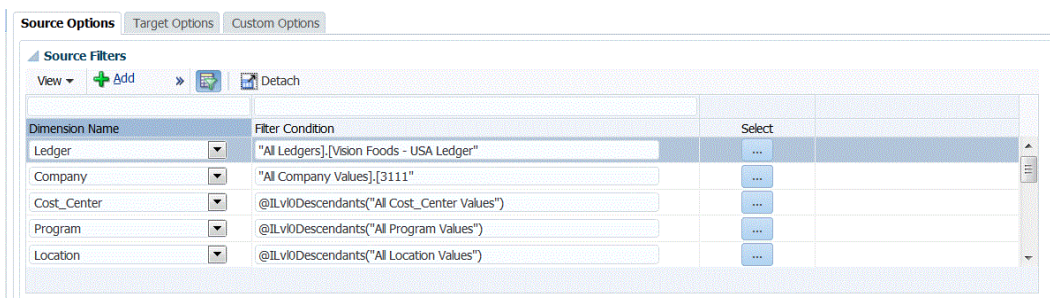 Source Options Target Options Custom Options
Source Filters
View Add » Detach
Dimension Name Filter Condition Select
Ledger "All Ledgers].[Vision Foods - USA Ledger" ...
Company "All Company Values].[3111" ...
Cost_Center @ILvl0Descendants("All Cost_Center Values") ...
Program @ILvl0Descendants("All Program Values") ...
Location @ILvl0Descendants("All Location Values") ...